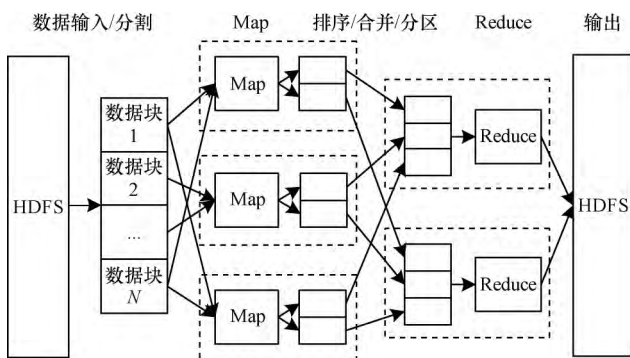 数据输入/分割
Map
排序/合并/分区
Reduce
输出
HDFS
数据块
1
数据块
2
...
数据块
N
Map
Map
Map
Reduce
Reduce
HDFS